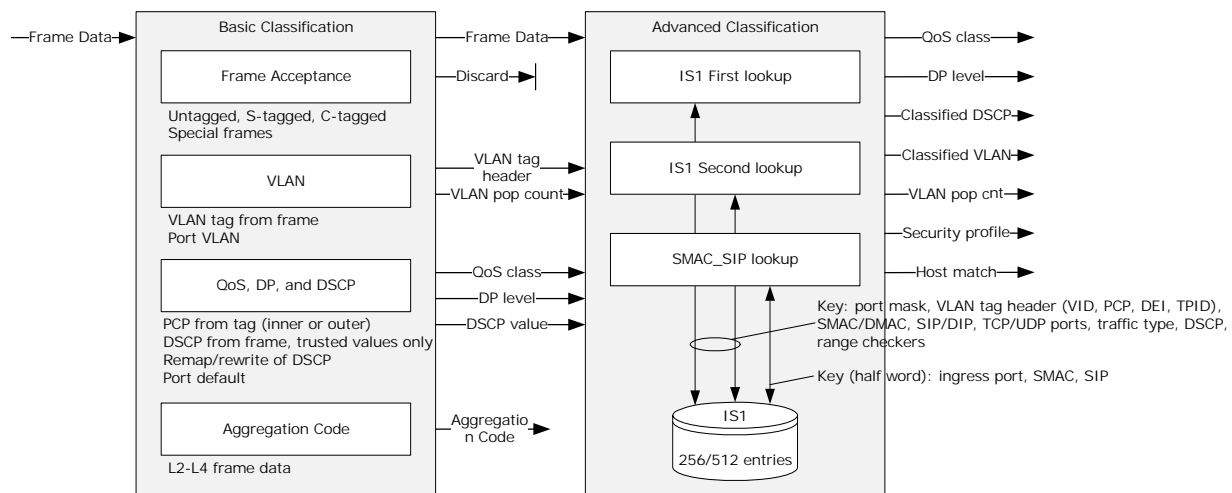 Basic Classification
Frame Data
Frame Acceptance
Untagged, S-tagged, C-tagged
Special frames
VLAN
VLAN tag from frame
Port VLAN
QoS, DP, and DSCP
PCP from tag (inner or outer)
DSCP from frame, trusted values only
Remap/rewrite of DSCP
Port default
Aggregation Code
L2-L4 frame data
Frame Data
Discard
VLAN tag
header
VLAN pop count
QoS class
DP level
DSCP value
Aggregatio
n Code
Advanced Classification
IS1 First lookup
IS1 Second lookup
SMAC_SIP lookup
Key: port mask, VLAN tag header (VID, PCP, DEI, TPID),
SMAC/DMAC, SIP/DIP, TCP/UDP ports, traffic type, DSCP,
range checkers
Key (half word): ingress port, SMAC, SIP
IS1
256/512 entries
QoS class
DP level
Classified DSCP
Classified VLAN
VLAN pop cnt
Security profile
Host match